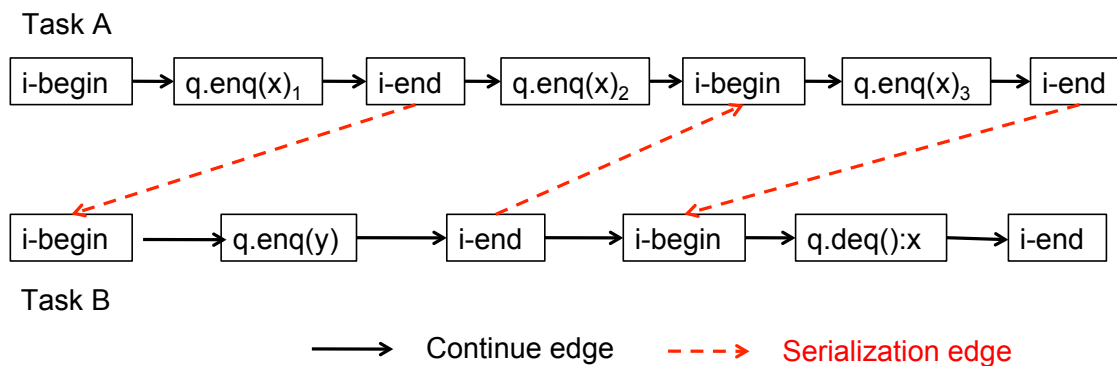 Task A
i-begin q.enq(x)₁ i-end q.enq(x)₂ i-begin q.enq(x)₃ i-end
i-begin q.enq(y) i-end i-begin q.deq():x i-end
Task B
Continue edge Serialization edge